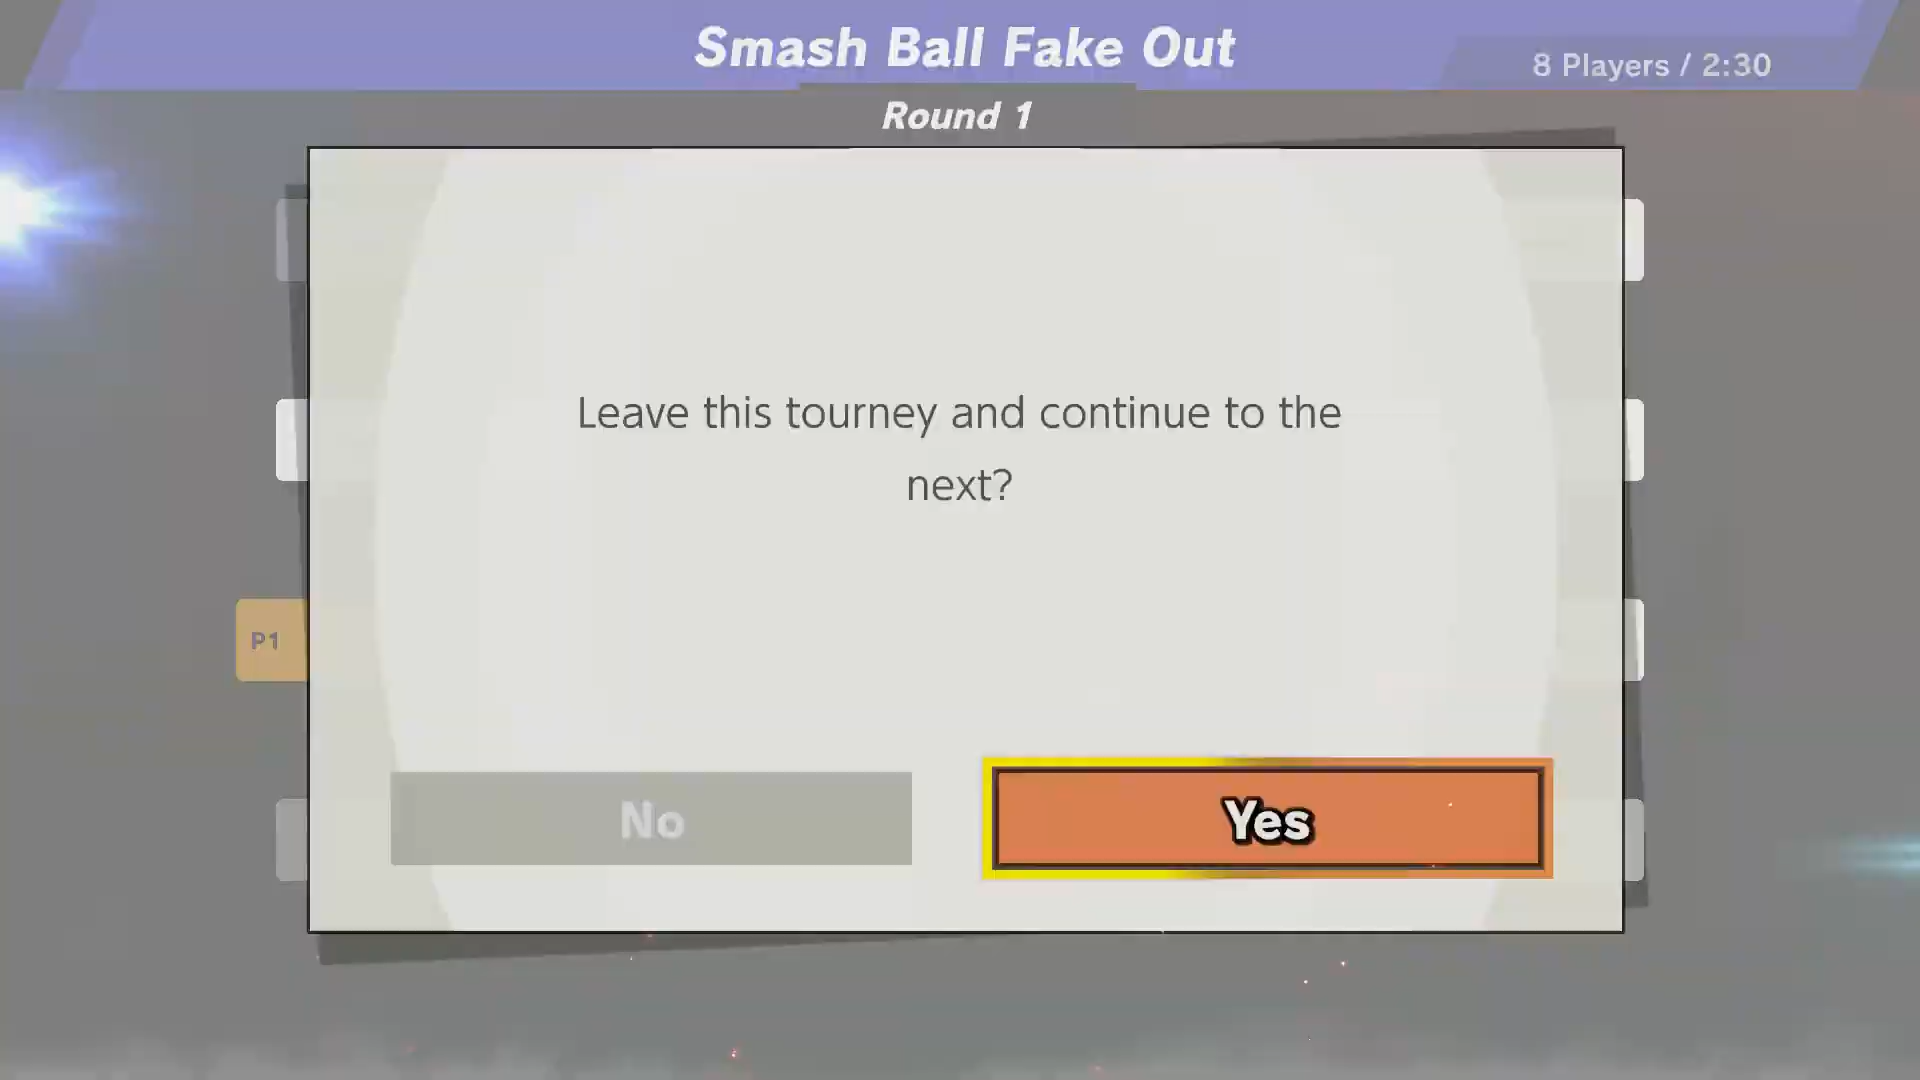 Smash Ball Fake Out
8 Players / 2:30
Round 1
Leave this tourney and continue to the
next?
P1
No
Yes